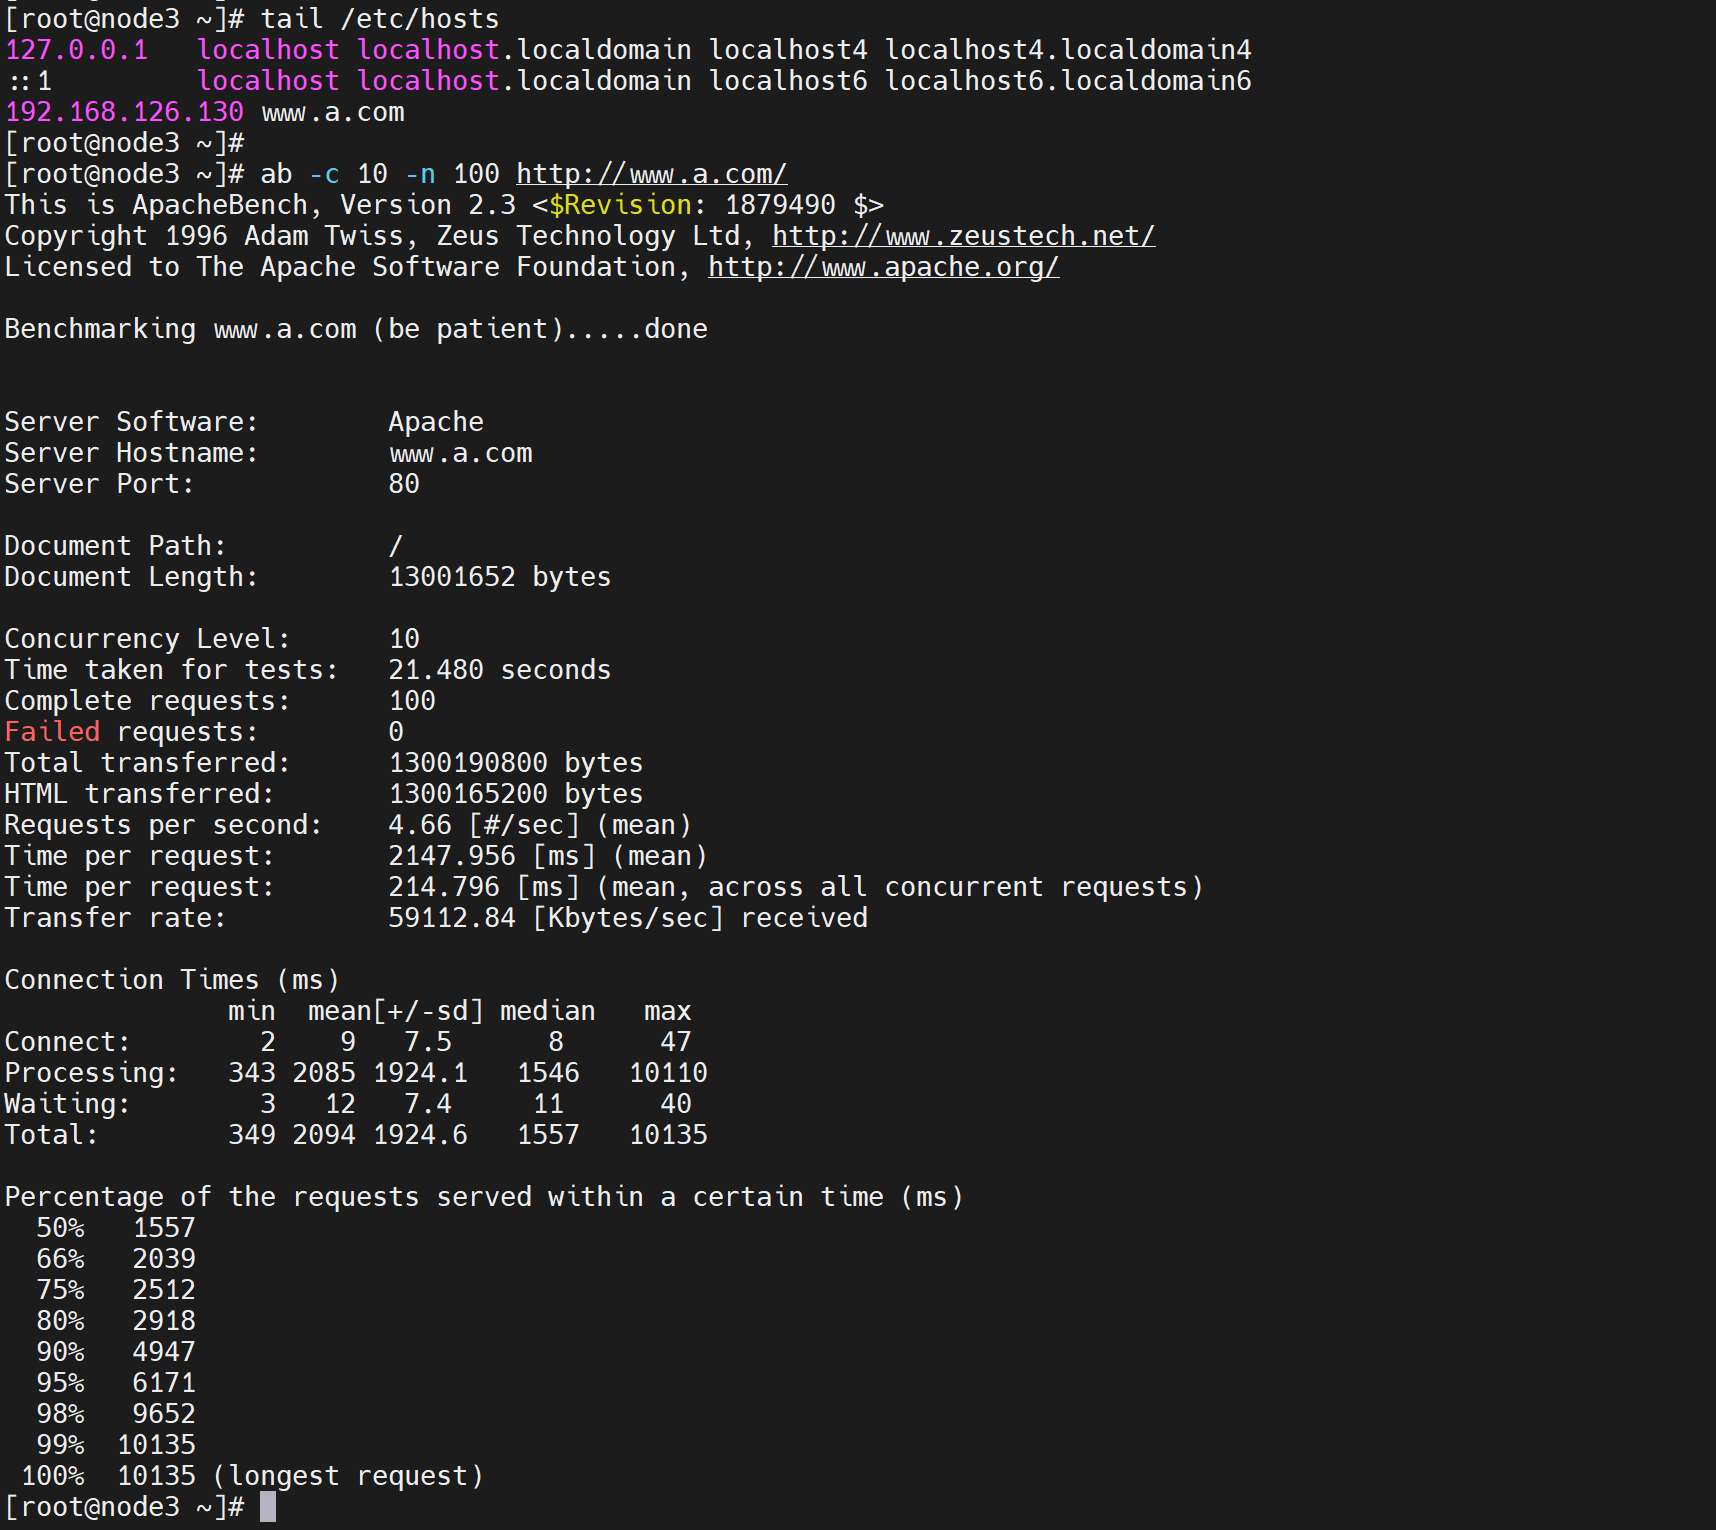 [root@node3 ~]# tail /etc/hosts
127.0.0.1   localhost localhost.localdomain localhost4 localhost4.localdomain4
::1         localhost localhost.localdomain localhost6 localhost6.localdomain6
192.168.126.130 www.a.com
[root@node3 ~]#
[root@node3 ~]# ab -c 10 -n 100 http://www.a.com/
This is ApacheBench, Version 2.3 <$Revision: 1879490 $>
Copyright 1996 Adam Twiss, Zeus Technology Ltd, http://www.zeustech.net/
Licensed to The Apache Software Foundation, http://www.apache.org/

Benchmarking www.a.com (be patient).....done


Server Software:        Apache
Server Hostname:        www.a.com
Server Port:            80

Document Path:          /
Document Length:        13001652 bytes

Concurrency Level:      10
Time taken for tests:   21.480 seconds
Complete requests:      100
Failed requests:        0
Total transferred:      1300190800 bytes
HTML transferred:       1300165200 bytes
Requests per second:    4.66 [#/sec] (mean)
Time per request:       2147.956 [ms] (mean)
Time per request:       214.796 [ms] (mean, across all concurrent requests)
Transfer rate:          59112.84 [Kbytes/sec] received

Connection Times (ms)
              min  mean[+/-sd] median   max
Connect:        2    9   7.5      8      47
Processing:   343 2085 1924.1   1546   10110
Waiting:        3   12   7.4     11      40
Total:        349 2094 1924.6   1557   10135

Percentage of the requests served within a certain time (ms)
  50%   1557
  66%   2039
  75%   2512
  80%   2918
  90%   4947
  95%   6171
  98%   9652
  99%  10135
 100%  10135 (longest request)
[root@node3 ~]#